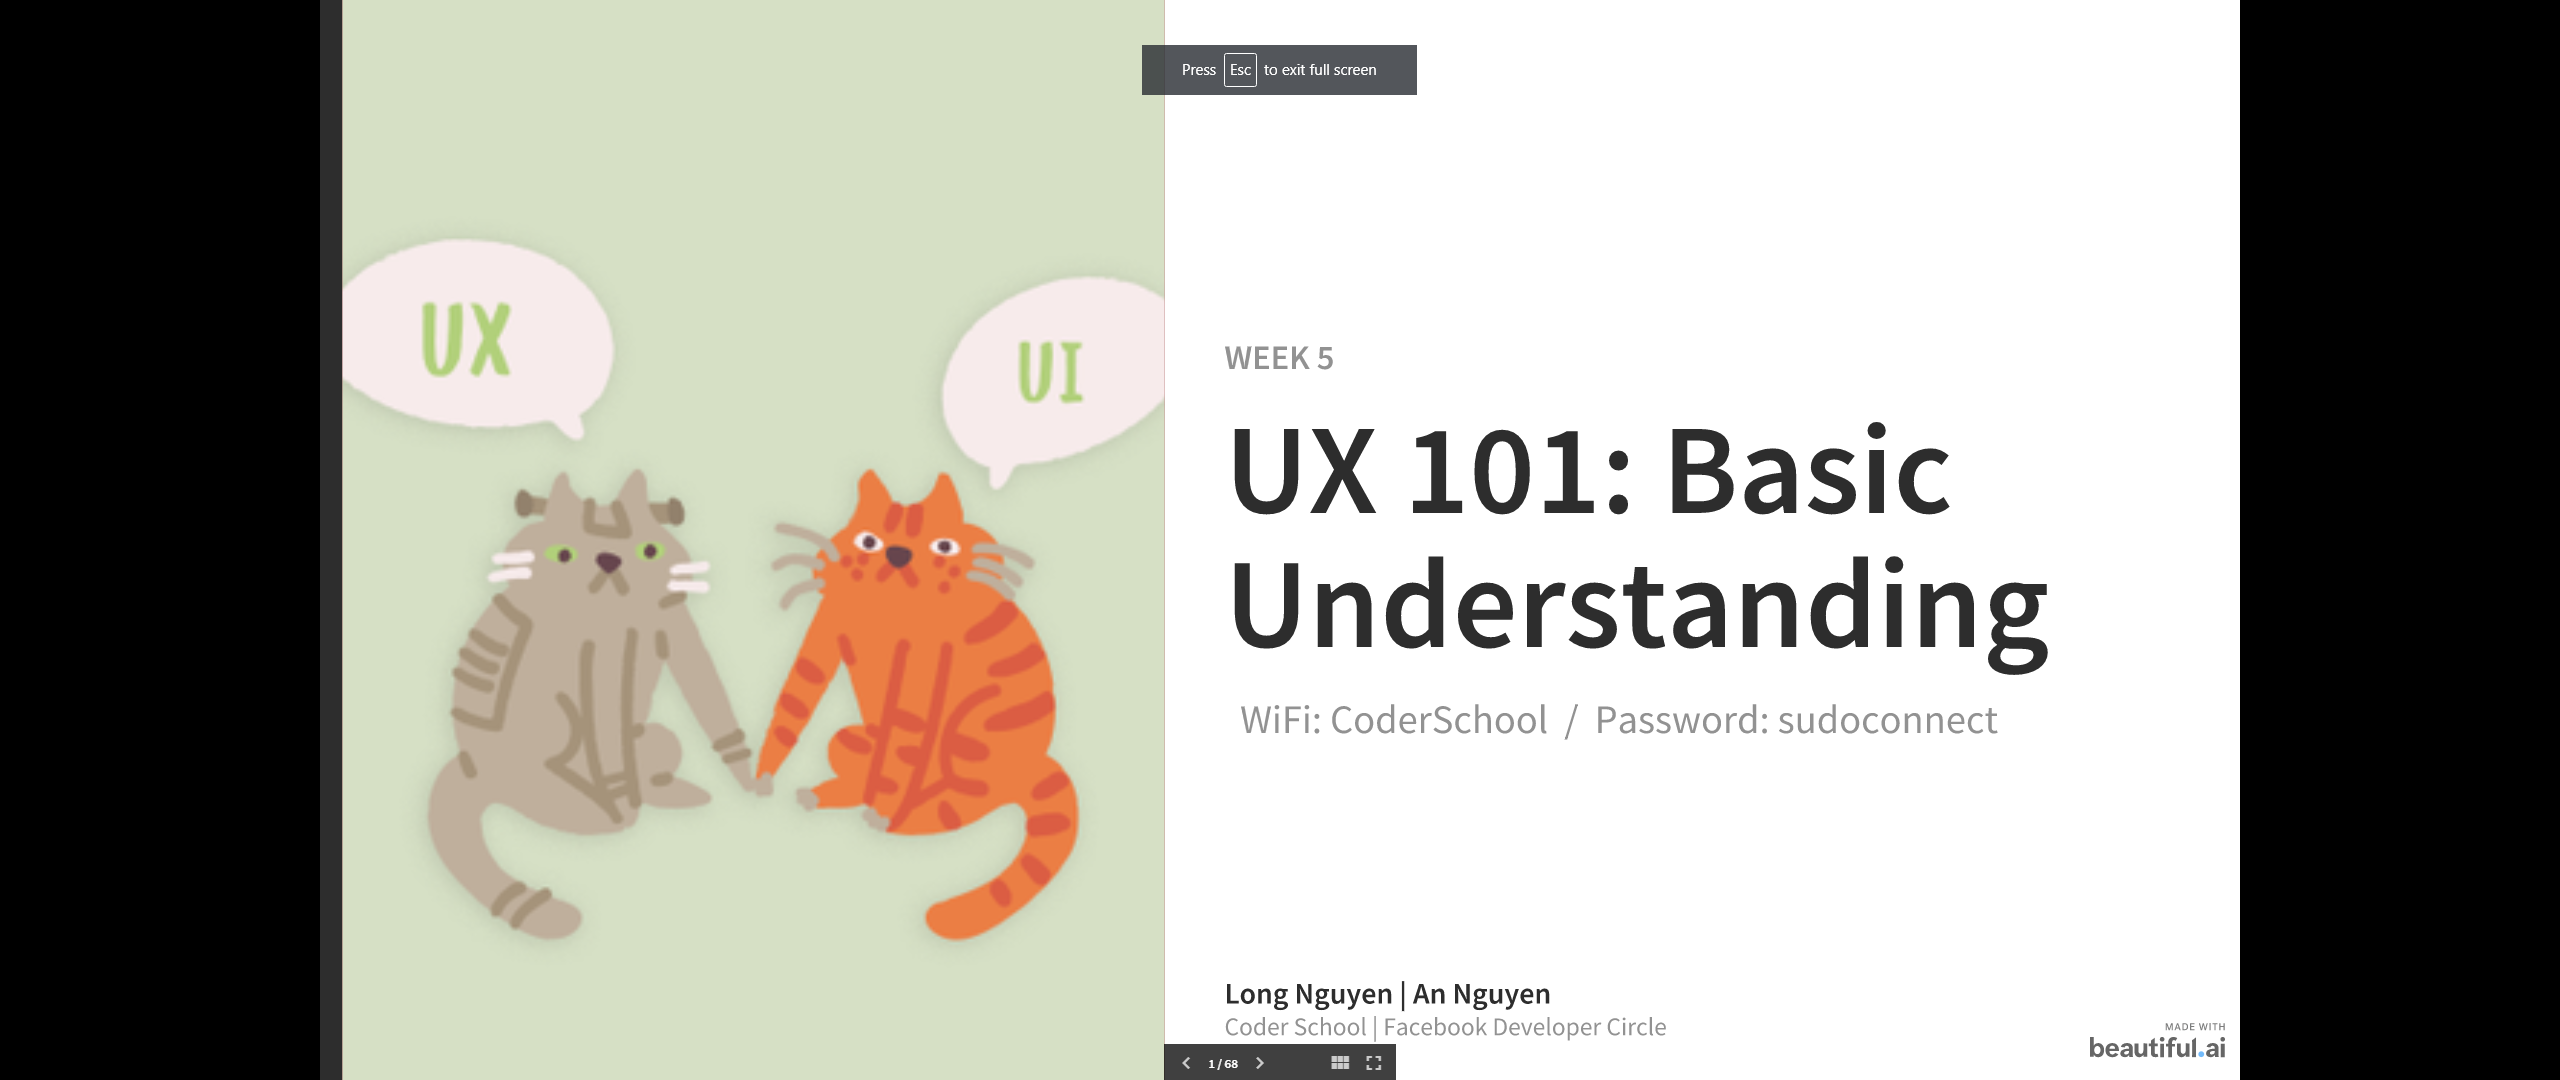 Press Esc to exit full screen
UX
UI
WEEK 5
UX 101: Basic
Understanding
WiFi: CoderSchool / Password: sudoconnect
Long Nguyen | An Nguyen
Coder School | Facebook Developer Circle
1 / 68
MADE WITH
beautiful.ai